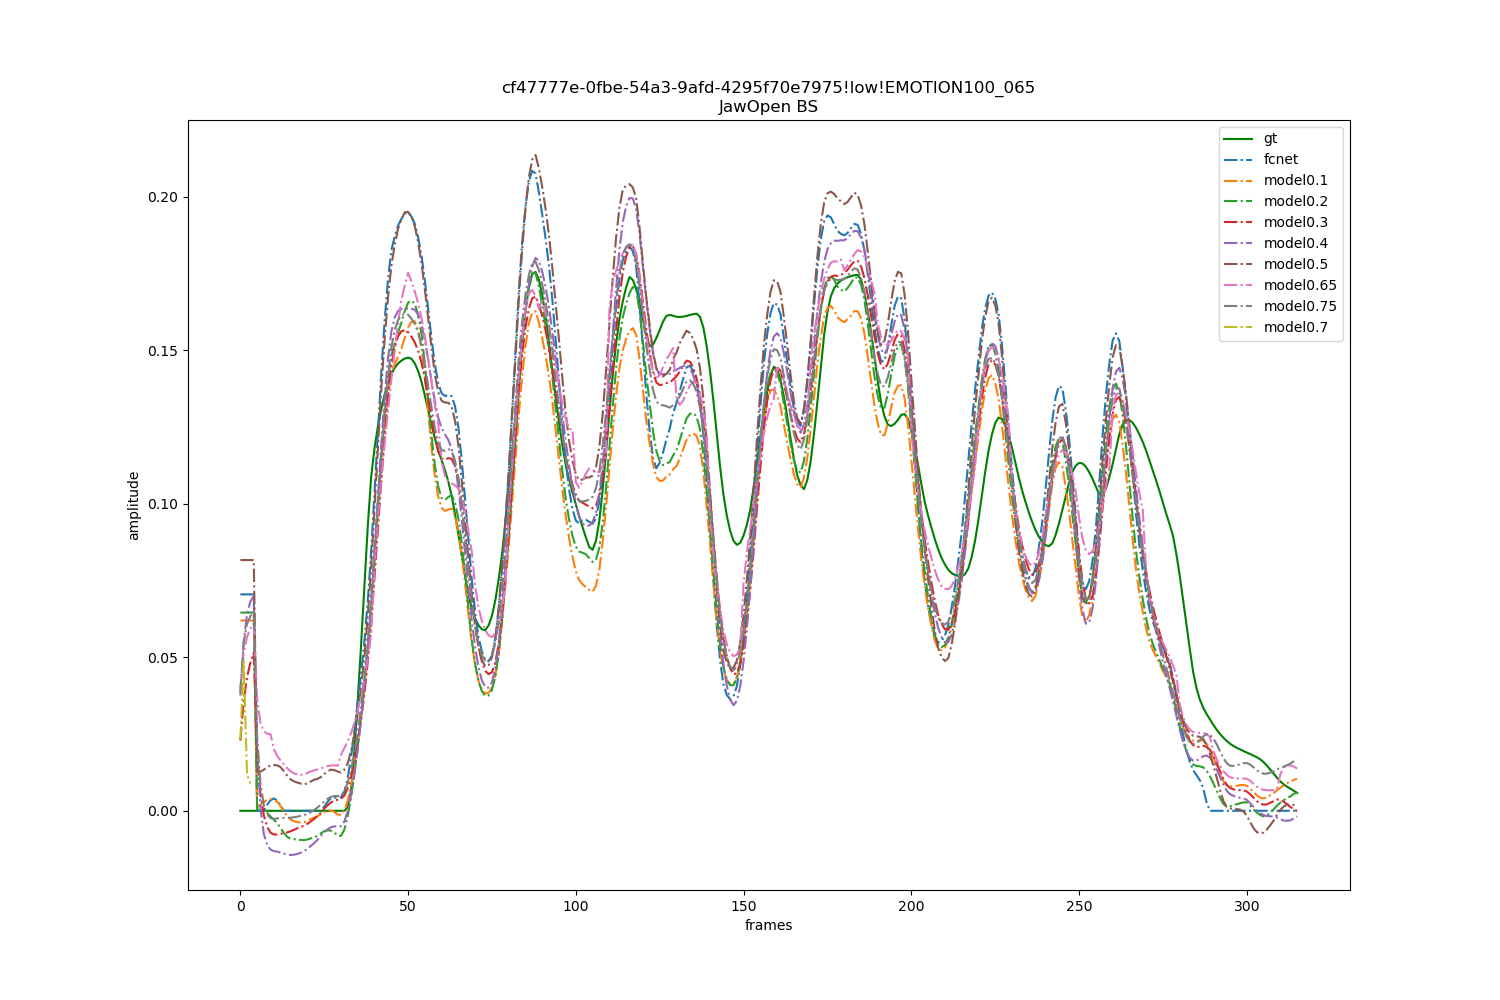 cf47777e-0fbe-54a3-9afd-4295f70e7975!low!EMOTION100_065
JawOpen BS
gt
fcnet
model0.1
model0.2
model0.3
model0.4
model0.5
model0.65
model0.75
model0.7
amplitude
0.20
0.15
0.10
0.05
0.00
0
50
100
150
200
250
300
frames